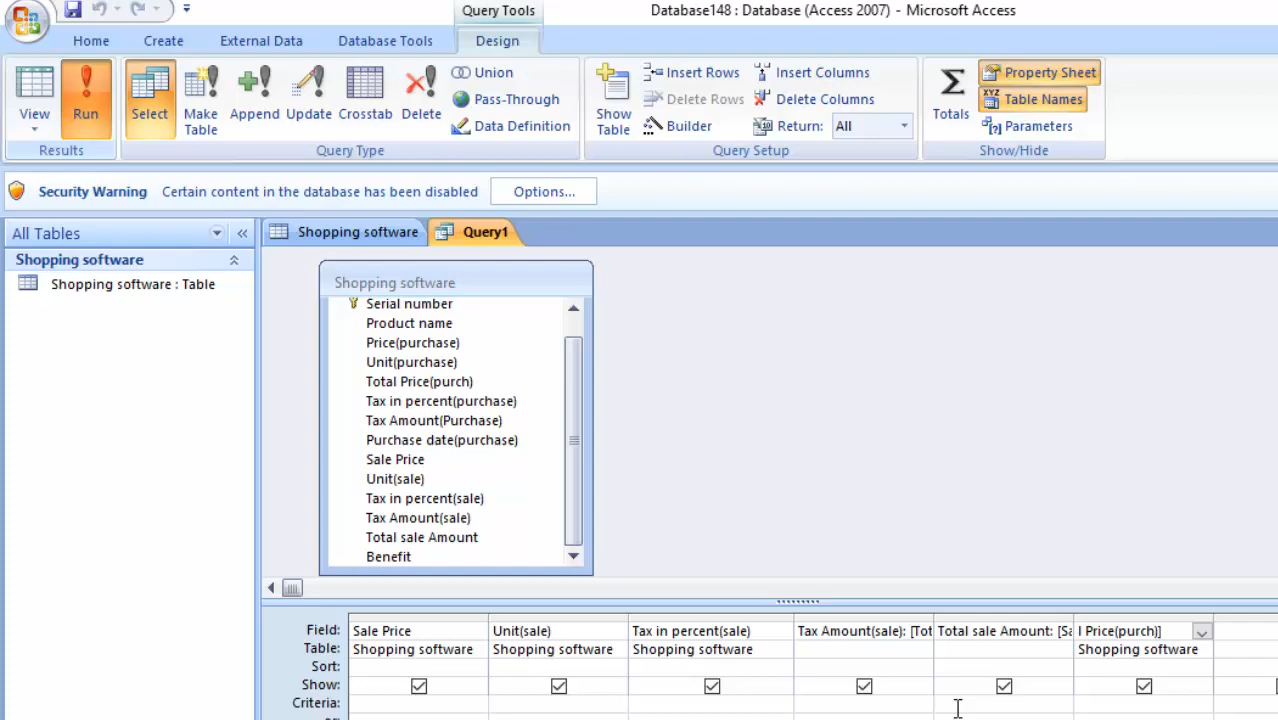 Query Tools
Database148 : Database (Access 2007) - Microsoft Access
Home Create External Data Database Tools Design
View
Run
Select
Make Table
Append
Update
Crosstab
Delete
Union
Pass-Through
Data Definition
Show Table
Insert Rows
Delete Rows
Builder
Insert Columns
Delete Columns
Return: All
Σ
Totals
XYZ
Property Sheet
Table Names
Parameters
Results Query Type Query Setup Show/Hide
Security Warning Certain content in the database has been disabled Options...
All Tables «
Shopping software
Shopping software : Table
Shopping software Query1
Shopping software
Serial number
Product name
Price(purchase)
Unit(purchase)
Total Price(purch)
Tax in percent(purchase)
Tax Amount(Purchase)
Purchase date(purchase)
Sale Price
Unit(sale)
Tax in percent(sale)
Tax Amount(sale)
Total sale Amount
Benefit
Field: Sale Price Unit(sale) Tax in percent(sale) Tax Amount(sale): [Tot Total sale Amount: [Sa l Price(purch)]
Table: Shopping software Shopping software Shopping software Shopping software
Sort:
Show:
Criteria: